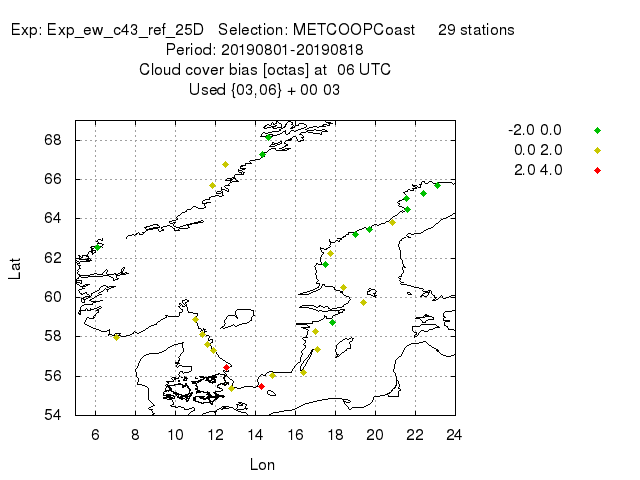 Exp: Exp_ew_c43_ref_25D Selection: METCOOPCoast 29 stations
Period: 20190801-20190818
Cloud cover bias [octas] at 06 UTC
Used {03,06} + 00 03
-2.0 0.0
0.0 2.0
2.0 4.0
68
66
64
62
60
58
56
54
Lat
6 8 10 12 14 16 18 20 22 24
Lon